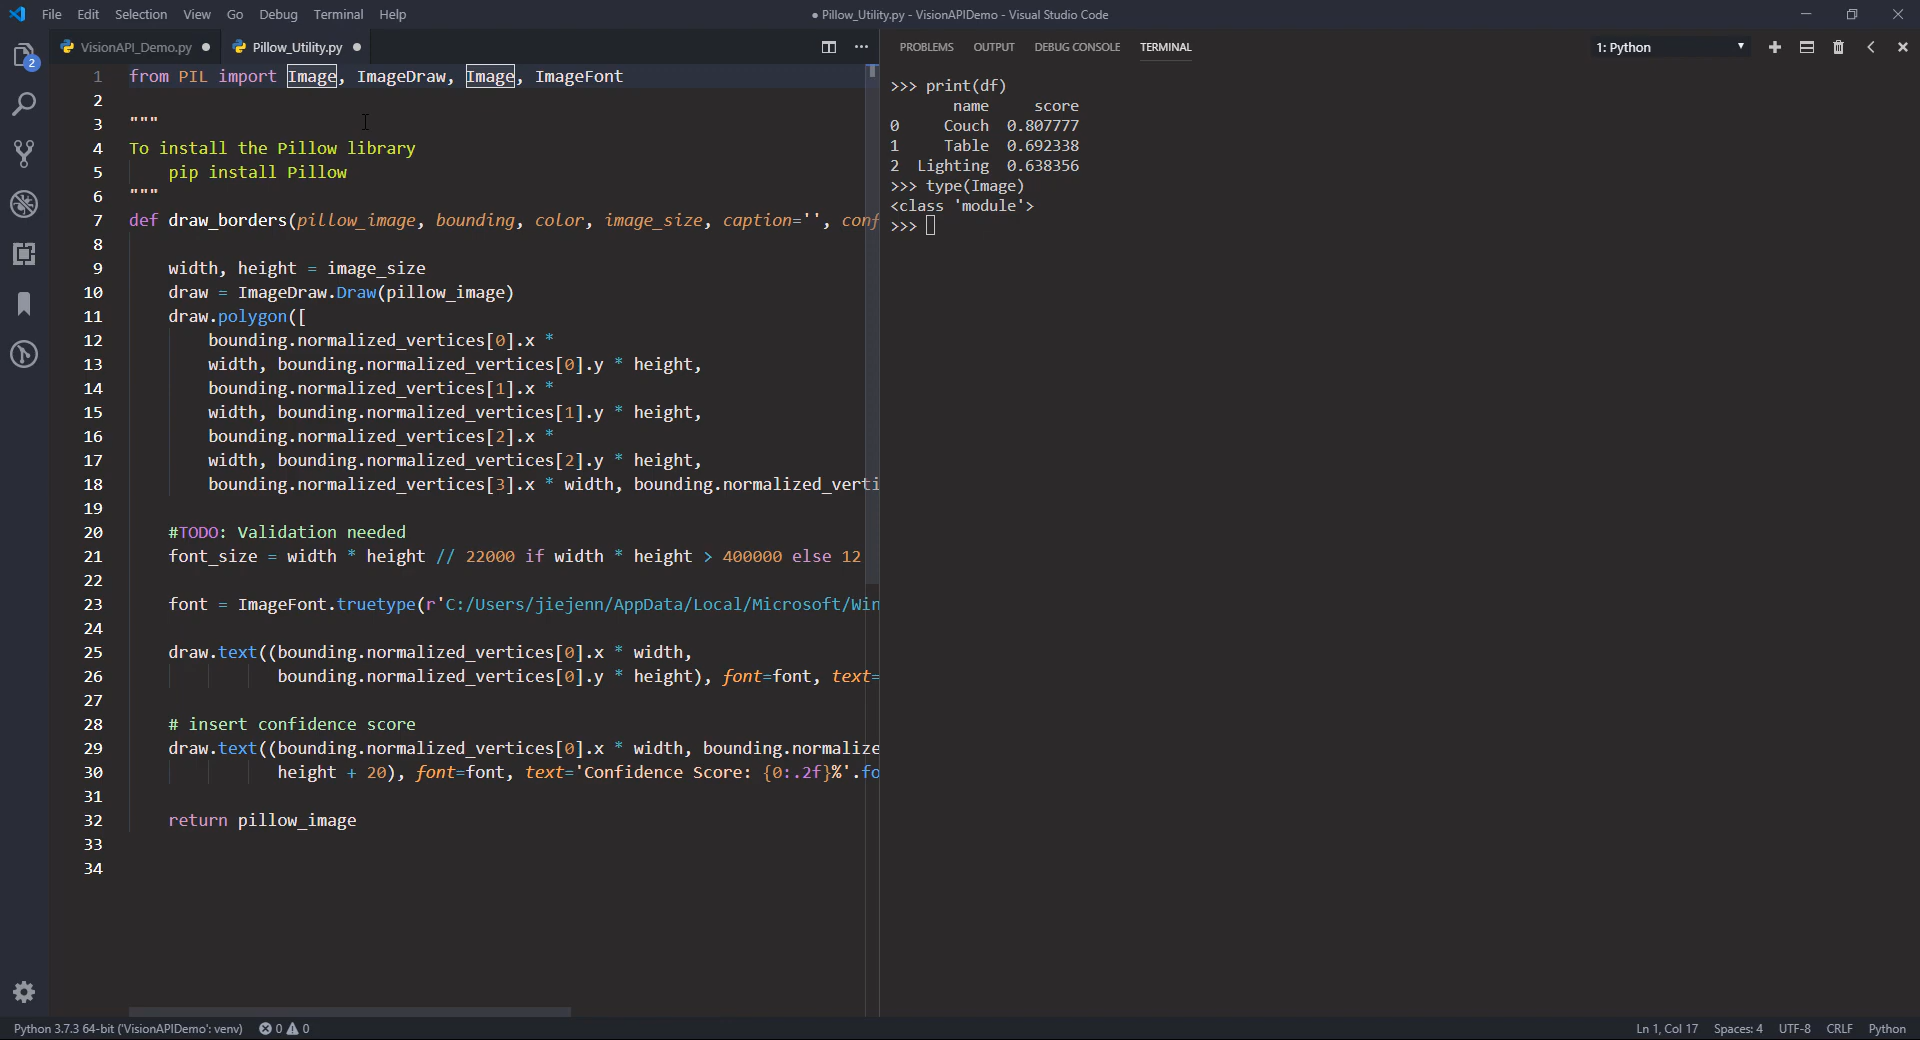 File Edit Selection View Go Debug Terminal Help
● Pillow_Utility.py - VisionAPIDemo - Visual Studio Code
VisionAPI_Demo.py ●
Pillow_Utility.py ●
2
1 from PIL import Image, ImageDraw, Image, ImageFont
2
3 """
4 To install the Pillow library
5     pip install Pillow
6 """
7 def draw_borders(pillow_image, bounding, color, image_size, caption='', conf
8
9     width, height = image_size
10     draw = ImageDraw.Draw(pillow_image)
11     draw.polygon([
12         bounding.normalized_vertices[0].x *
13         width, bounding.normalized_vertices[0].y * height,
14         bounding.normalized_vertices[1].x *
15         width, bounding.normalized_vertices[1].y * height,
16         bounding.normalized_vertices[2].x *
17         width, bounding.normalized_vertices[2].y * height,
18         bounding.normalized_vertices[3].x * width, bounding.normalized_verti
19
20     #TODO: Validation needed
21     font_size = width * height // 22000 if width * height > 400000 else 12
22
23     font = ImageFont.truetype(r'C:/Users/jiejenn/AppData/Local/Microsoft/Win
24
25     draw.text((bounding.normalized_vertices[0].x * width,
26                bounding.normalized_vertices[0].y * height), font=font, text=
27
28     # insert confidence score
29     draw.text((bounding.normalized_vertices[0].x * width, bounding.normalize
30                height + 20), font=font, text='Confidence Score: {0:.2f}%'.fo
31
32     return pillow_image
33
34
PROBLEMS OUTPUT DEBUG CONSOLE TERMINAL
1: Python
>>> print(df)
       name     score
0     Couch  0.807777
1     Table  0.692338
2  Lighting  0.638356
>>> type(Image)
<class 'module'>
>>>
Python 3.7.3 64-bit ('VisionAPIDemo': venv) 0 0
Ln 1, Col 17 Spaces: 4 UTF-8 CRLF Python